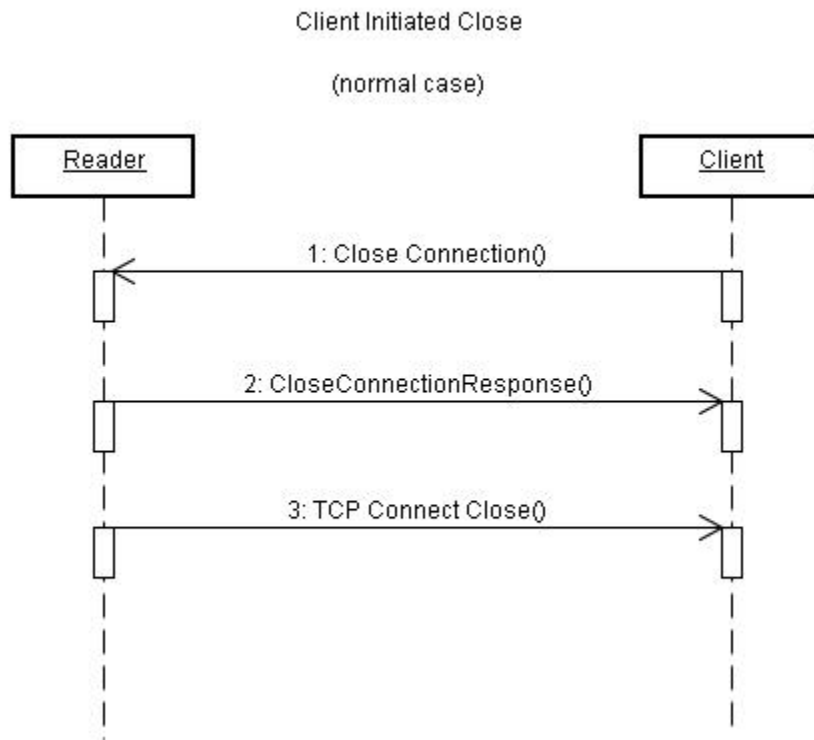 Client Initiated Close
(normal case)
Reader
Client
1: Close Connection()
2: CloseConnectionResponse()
3: TCP Connect Close()